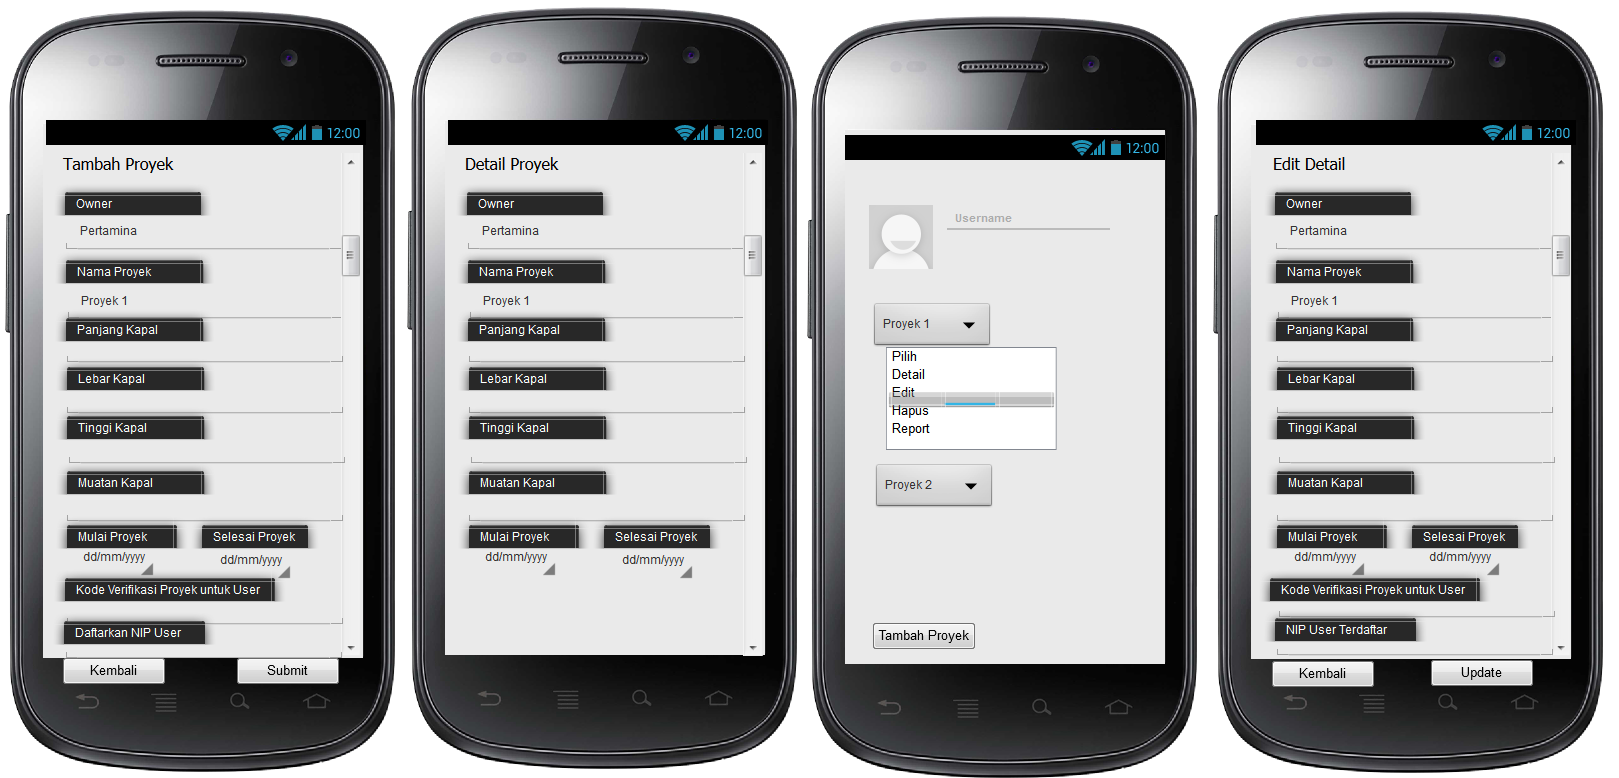 12:00
Tambah Proyek
Owner
Pertamina
Nama Proyek
Proyek 1
Panjang Kapal
Lebar Kapal
Tinggi Kapal
Muatan Kapal
Mulai Proyek Selesai Proyek
dd/mm/yyyy dd/mm/yyyy
Kode Verifikasi Proyek untuk User
Daftarkan NIP User
Kembali Submit
12:00
Detail Proyek
Owner
Pertamina
Nama Proyek
Proyek 1
Panjang Kapal
Lebar Kapal
Tinggi Kapal
Muatan Kapal
Mulai Proyek Selesai Proyek
dd/mm/yyyy dd/mm/yyyy
12:00
Username
Proyek 1
Pilih
Detail
Edit
Hapus
Report
Proyek 2
Tambah Proyek
12:00
Edit Detail
Owner
Pertamina
Nama Proyek
Proyek 1
Panjang Kapal
Lebar Kapal
Tinggi Kapal
Muatan Kapal
Mulai Proyek Selesai Proyek
dd/mm/yyyy dd/mm/yyyy
Kode Verifikasi Proyek untuk User
NIP User Terdaftar
Kembali Update